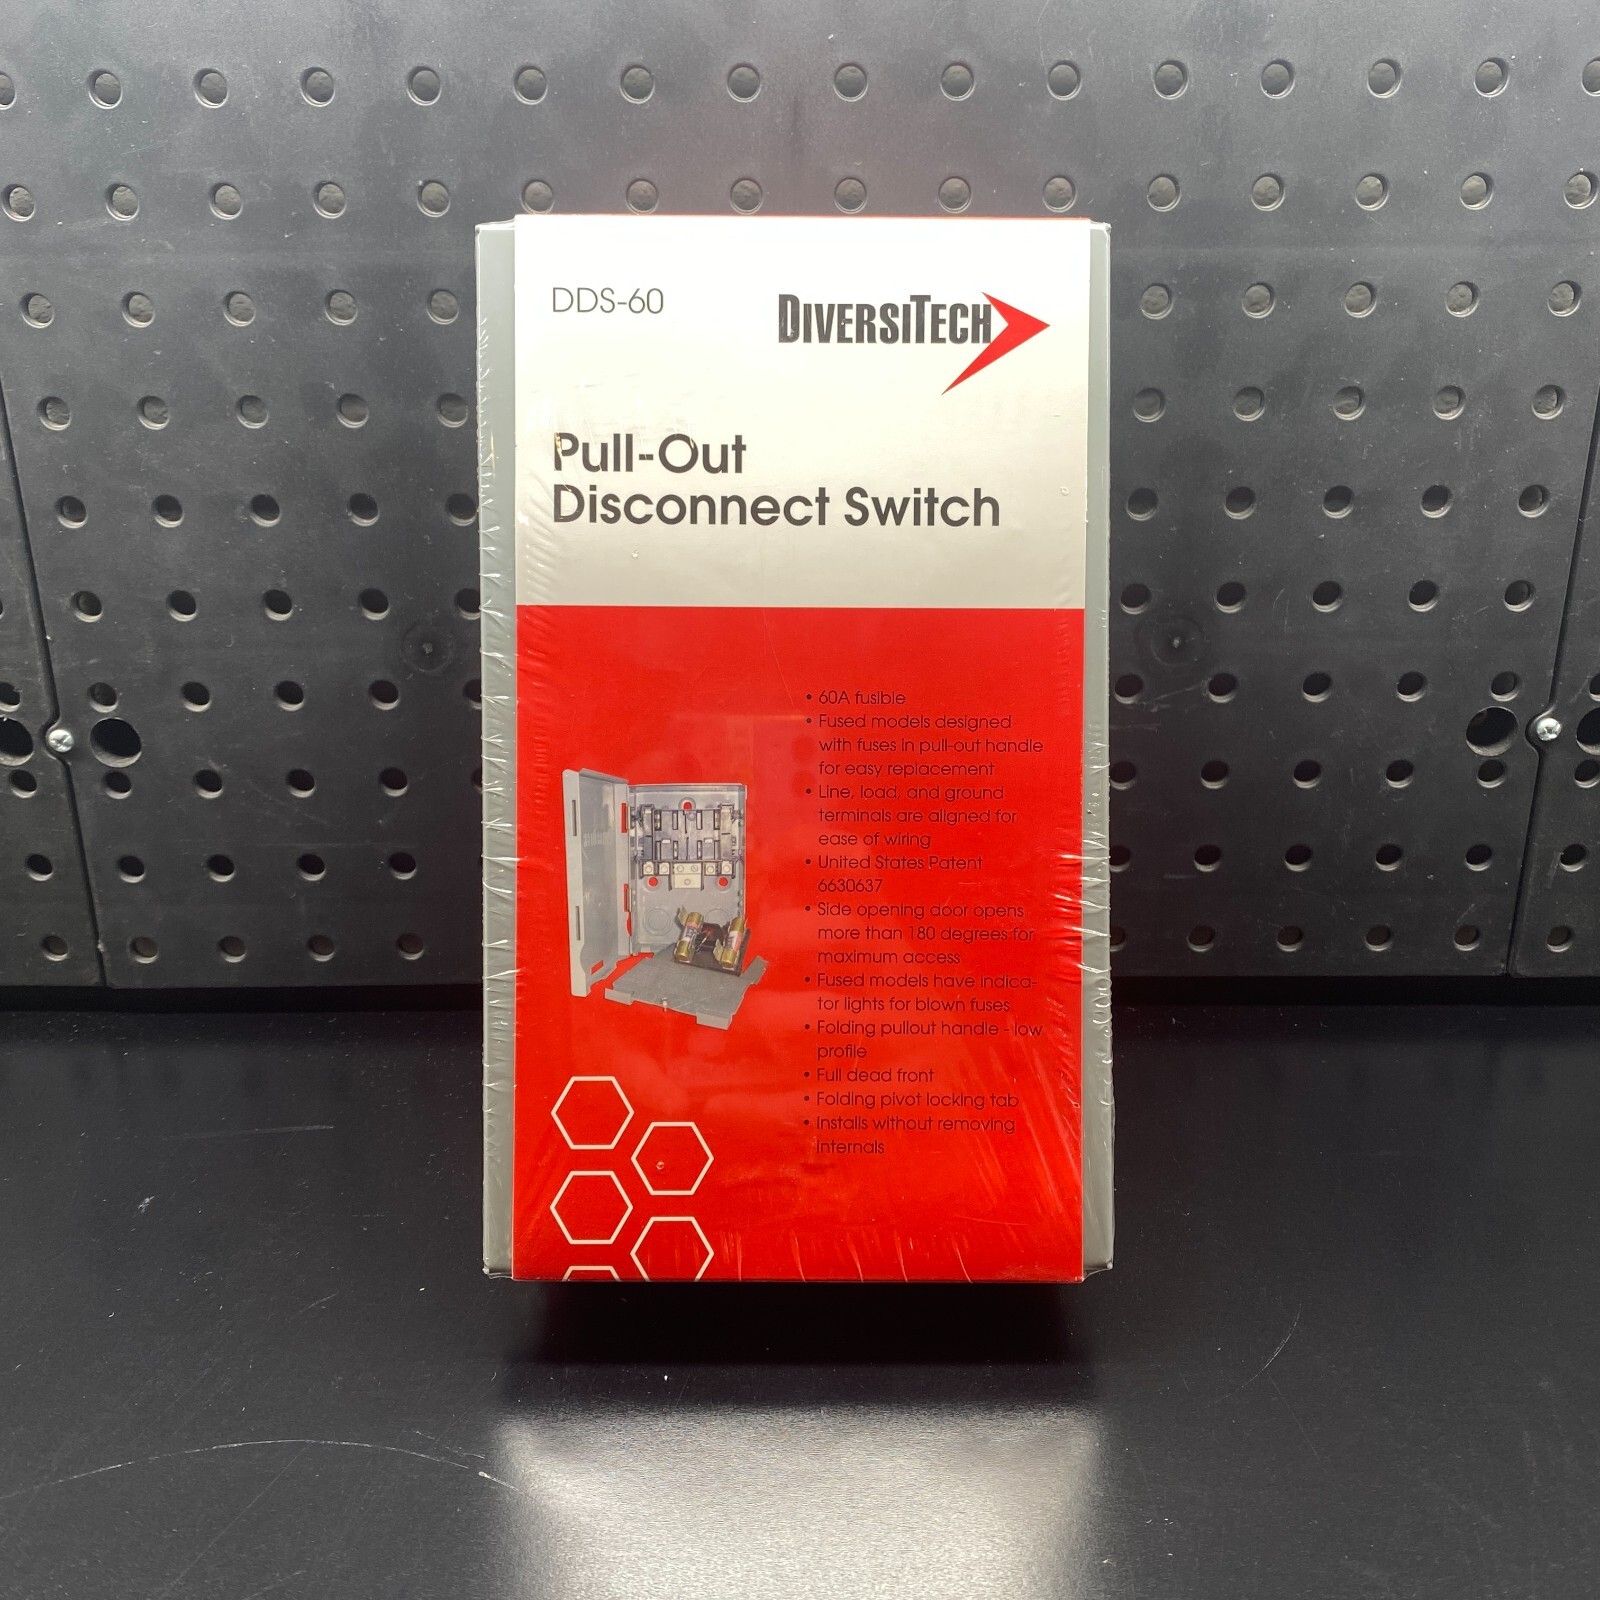 DDS-60
DIVERSITECH
Pull-Out
Disconnect Switch
• 60A fusible
• Fused models designed
with fuses in pull-out handle
for easy replacement
• Line, load, and ground
terminals are aligned for
ease of wiring
• United States Patent
6630637
• Side opening door opens
more than 180 degrees for
maximum access
• Fused models have indica-
tor lights for blown fuses
• Folding pullout handle - low
profile
• Full dead front
• Folding pivot locking tab
• Installs without removing
internals